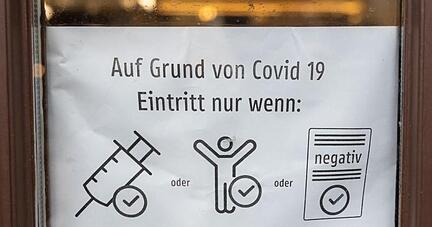 Auf Grund von Covid 19
Eintritt nur wenn:
oder
oder
negativ